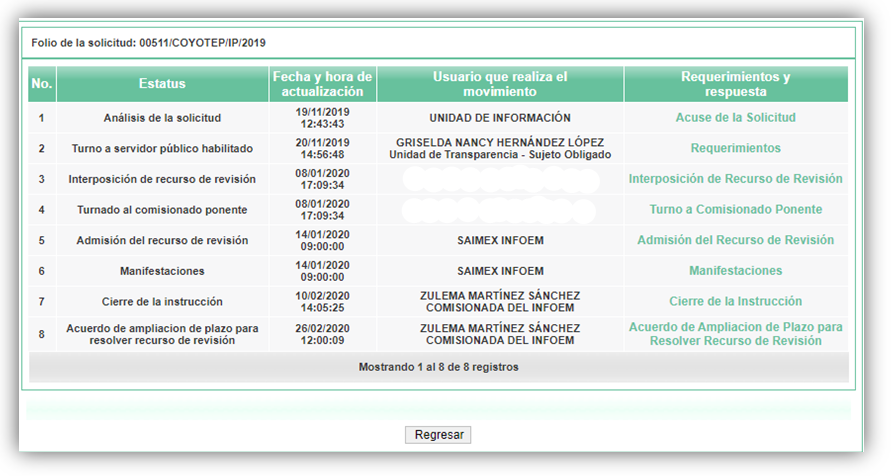 Folio de la solicitud: 00511/COYOTEP/IP/2019
No. Estatus Fecha y hora de actualización Usuario que realiza el movimiento Requerimientos y respuesta
1 Análisis de la solicitud 19/11/2019 12:43:43 UNIDAD DE INFORMACIÓN Acuse de la Solicitud
2 Turno a servidor público habilitado 20/11/2019 14:56:48 GRISELDA NANCY HERNÁNDEZ LÓPEZ Unidad de Transparencia - Sujeto Obligado Requerimientos
3 Interposición de recurso de revisión 08/01/2020 17:09:34 Interposición de Recurso de Revisión
4 Turnado al comisionado ponente 08/01/2020 17:09:34 Turno a Comisionado Ponente
5 Admisión del recurso de revisión 14/01/2020 09:00:00 SAIMEX INFOEM Admisión del Recurso de Revisión
6 Manifestaciones 14/01/2020 09:00:00 SAIMEX INFOEM Manifestaciones
7 Cierre de la instrucción 10/02/2020 14:05:25 ZULEMA MARTÍNEZ SÁNCHEZ COMISIONADA DEL INFOEM Cierre de la Instrucción
8 Acuerdo de ampliacion de plazo para resolver recurso de revisión 26/02/2020 12:00:09 ZULEMA MARTÍNEZ SÁNCHEZ COMISIONADA DEL INFOEM Acuerdo de Ampliacion de Plazo para Resolver Recurso de Revisión
Mostrando 1 al 8 de 8 registros
Regresar